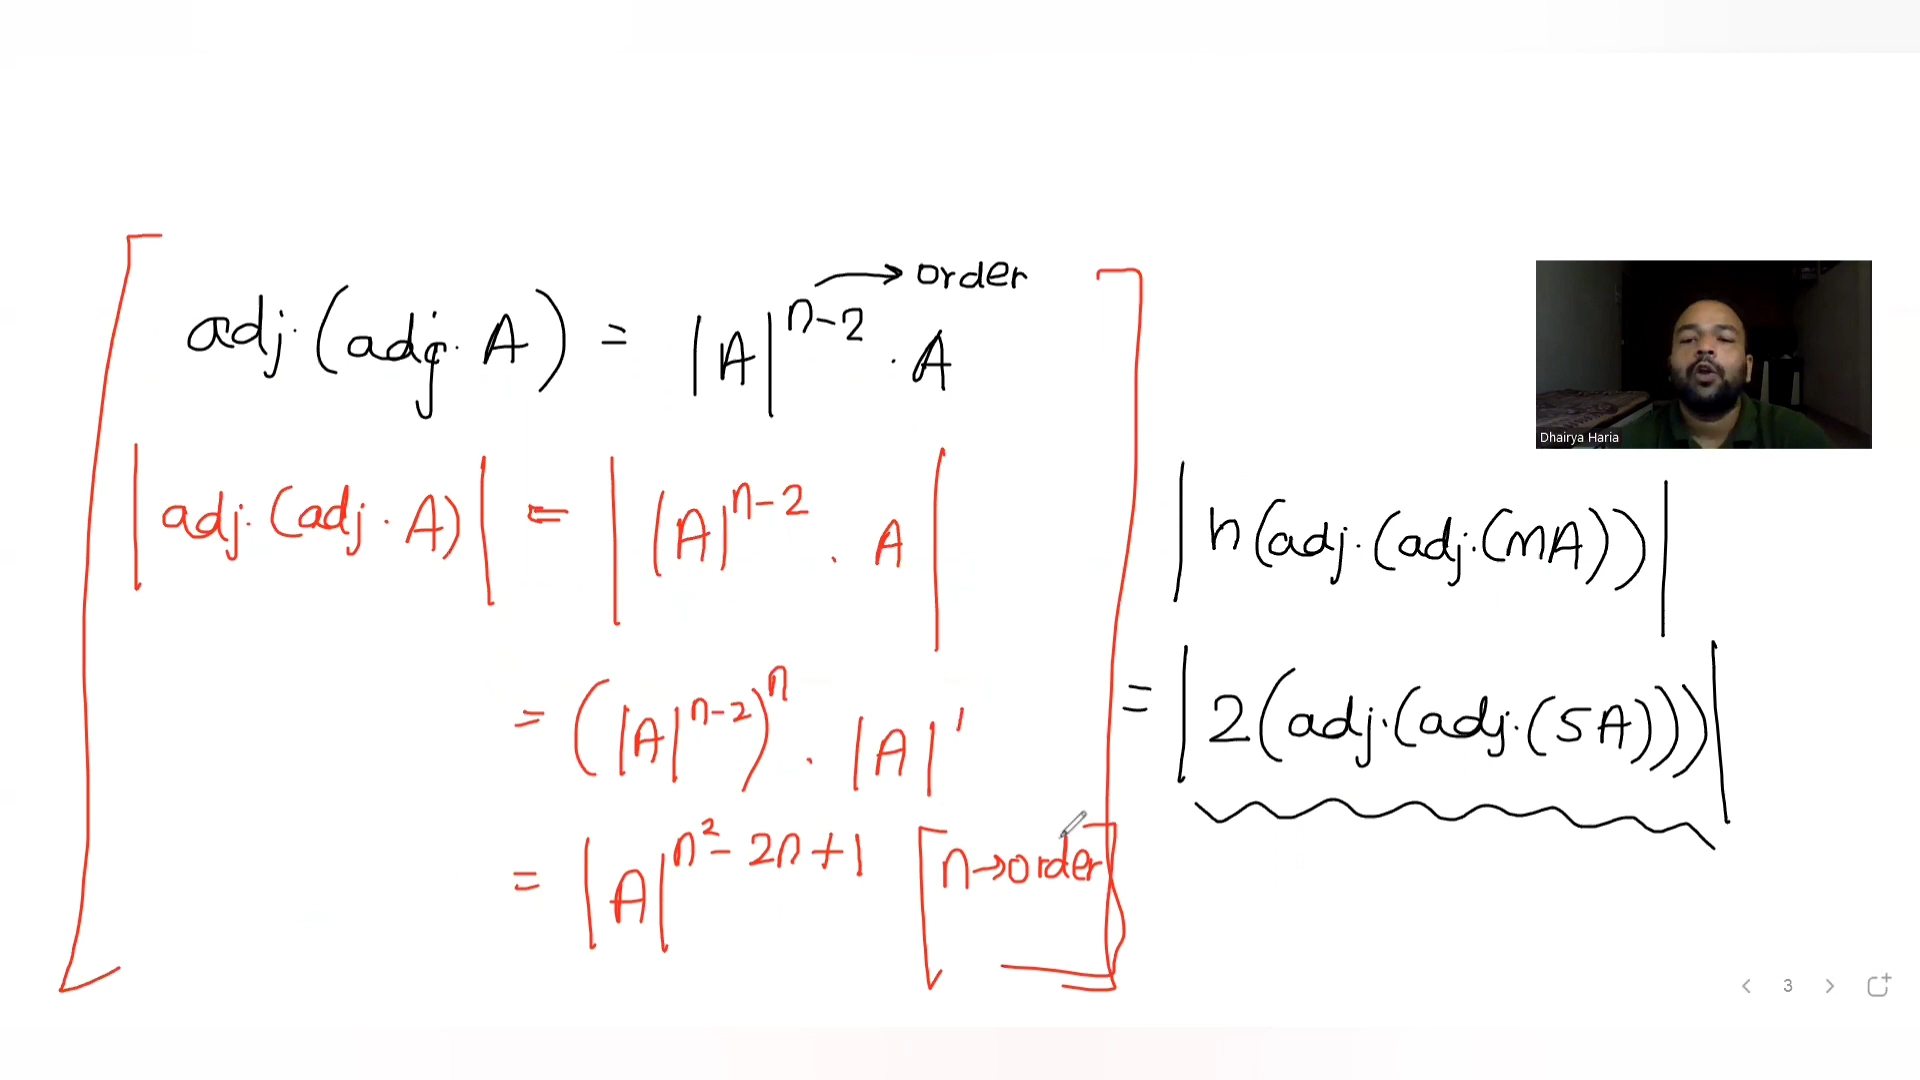 → order
adj.(adj.A) = |A|^{n-2} . A
|adj.(adj.A)| = ||A|^{n-2} . A|
= (|A|^{n-2})^n . |A|^1
= |A|^{n^2-2n+1} [n→order]
Dhairya Haria
|n(adj.(adj.(mA))|
= |2(adj.(adj.(5A)))|
3